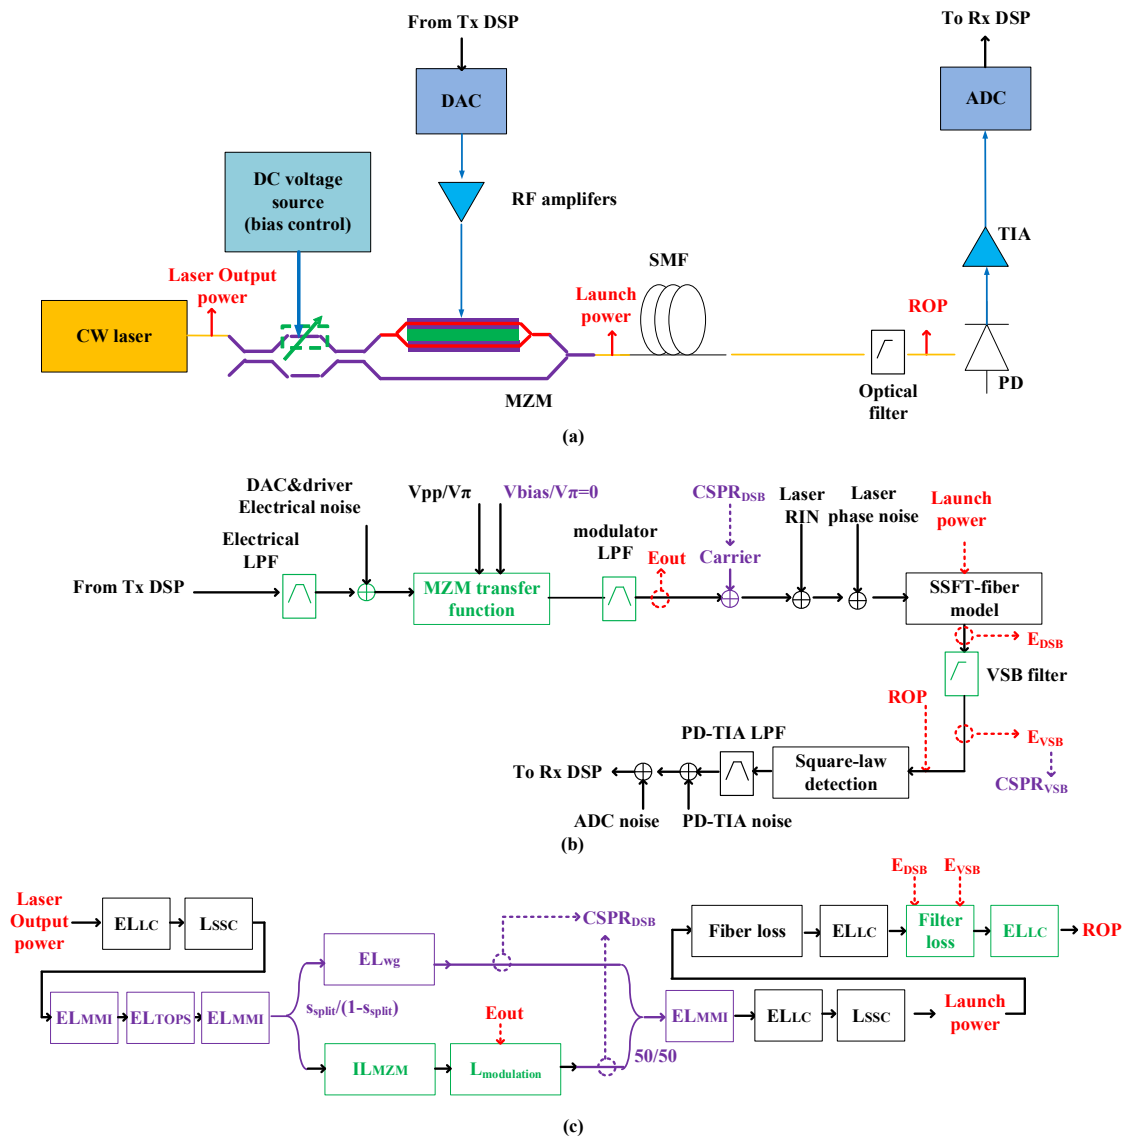 From Tx DSP
To Rx DSP
DAC
ADC
DC voltage
source
(bias control)
RF amplifers
TIA
SMF
Laser Output
power
Launch
power
ROP
CW laser
MZM
Optical
filter
PD
(a)
DAC&driver
Electrical noise
Vpp/Vπ
Vbias/Vπ=0
CSPRDSB
Laser
RIN
Laser
phase noise
Launch
power
Electrical
LPF
modulator
LPF
Eout
Carrier
From Tx DSP
MZM transfer
function
SSFT-fiber
model
EDSB
VSB filter
ROP
PD-TIA LPF
EVSB
To Rx DSP
Square-law
detection
CSPRVSB
ADC noise
PD-TIA noise
(b)
EDSB
EVSB
Laser
Output
power
ELLC
LSSC
CSPRDSB
Fiber loss
ELLC
Filter
loss
ELLC
ROP
ELwg
ELMMI
ELTOPS
ELMMI
ssplit/(1-ssplit)
Eout
ELMMI
ELLC
LSSC
Launch
power
50/50
ILMZM
Lmodulation
(c)